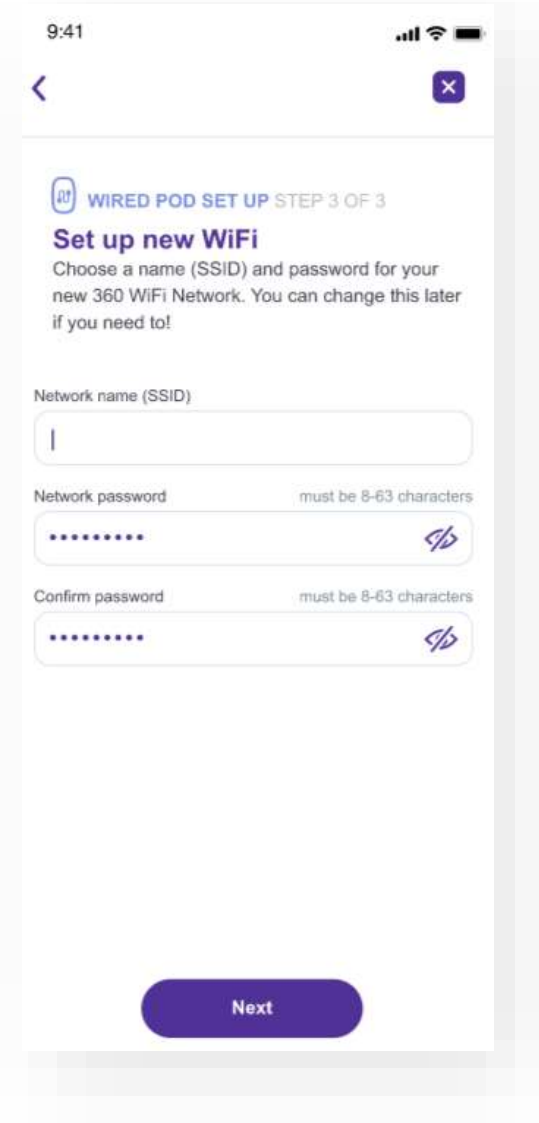 9:41
WIRED POD SET UP STEP 3 OF 3
Set up new WiFi
Choose a name (SSID) and password for your
new 360 WiFi Network. You can change this later
if you need to!
Network name (SSID)
Network password must be 8-63 characters
•••••••••
Confirm password must be 8-63 characters
•••••••••
Next